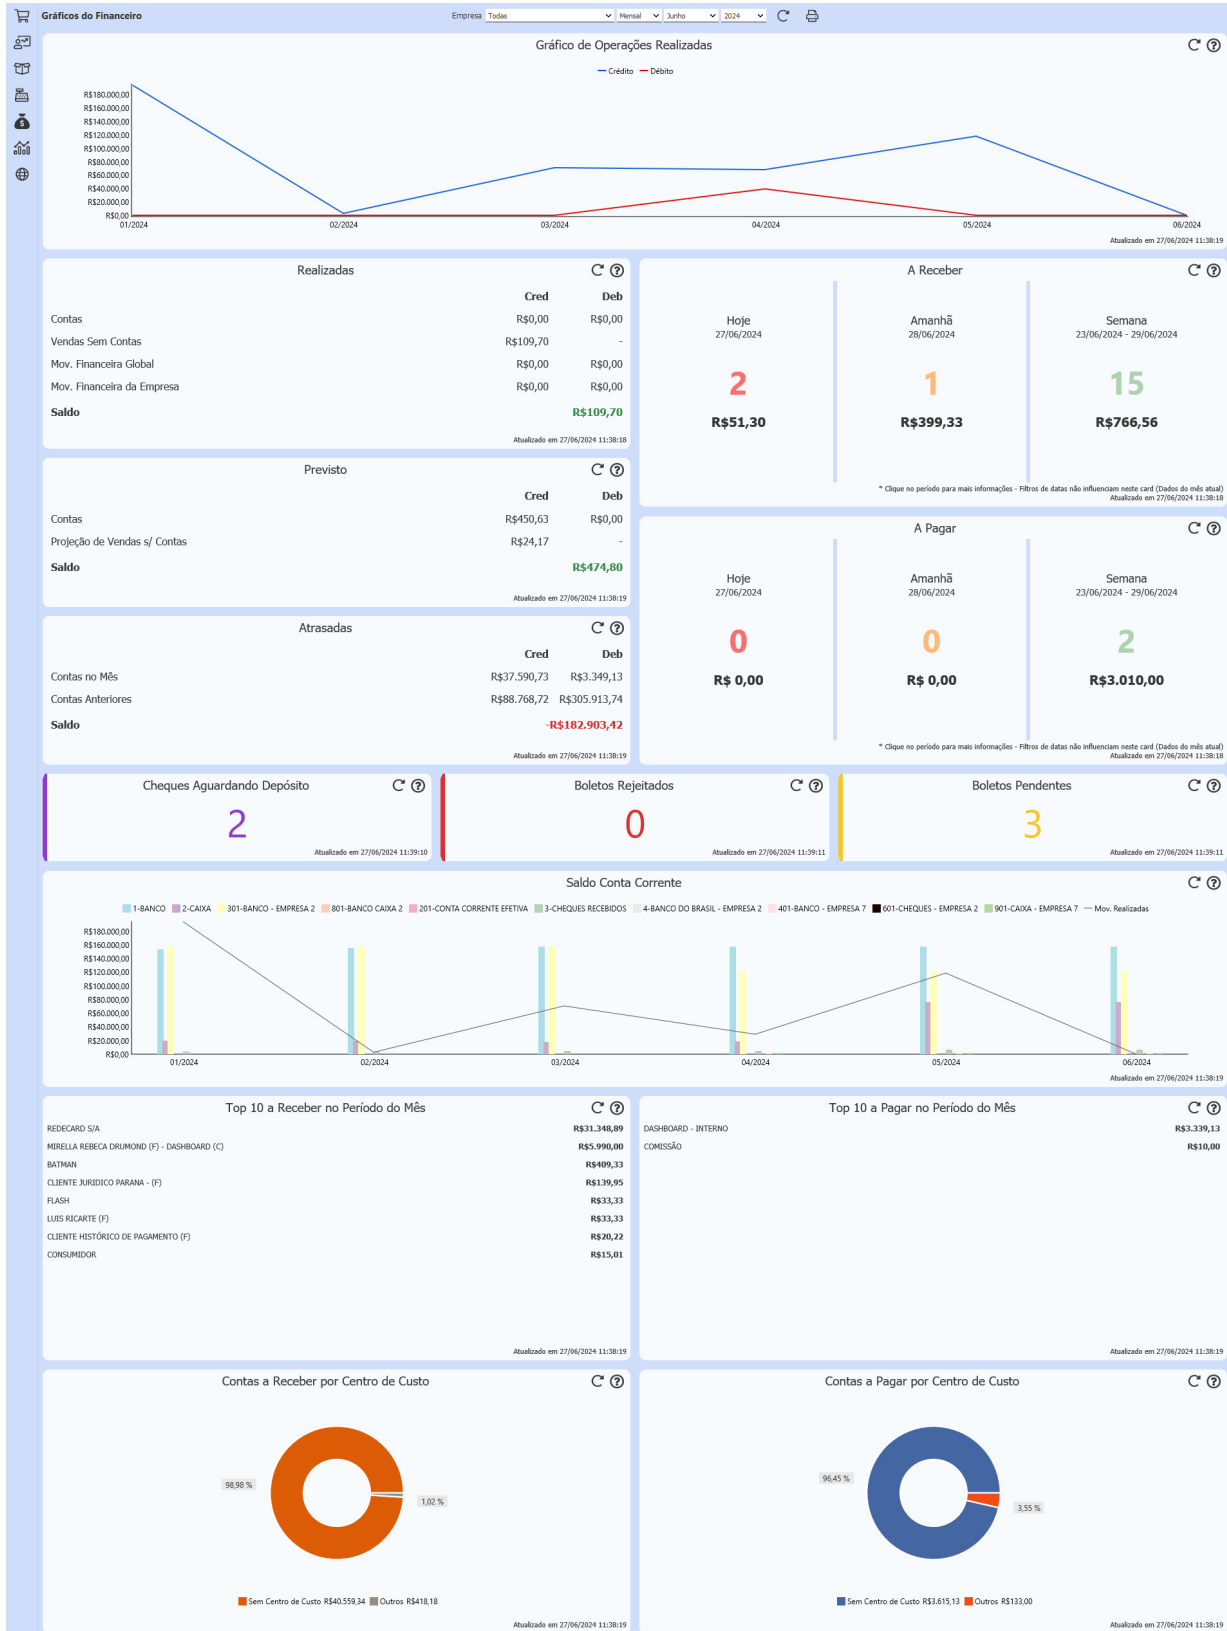 Gráficos do Financeiro
Empresa Todas Mensal Junho 2024
Gráfico de Operações Realizadas
Crédito Débito
R$180.000,00
R$160.000,00
R$140.000,00
R$120.000,00
R$100.000,00
R$80.000,00
R$60.000,00
R$40.000,00
R$20.000,00
R$0,00
01/2024 02/2024 03/2024 04/2024 05/2024 06/2024
Atualizado em 27/06/2024 11:38:19
Realizadas
Cred Deb
Contas R$0,00 R$0,00
Vendas Sem Contas R$109,70 -
Mov. Financeira Global R$0,00 R$0,00
Mov. Financeira da Empresa R$0,00 R$0,00
Saldo R$109,70
Atualizado em 27/06/2024 11:38:18
A Receber
Hoje Amanhã Semana
27/06/2024 28/06/2024 23/06/2024 - 29/06/2024
2 1 15
R$51,30 R$399,33 R$766,56
* Clique no período para mais informações - Filtros de datas não influenciam neste card (Dados do mês atual)
Atualizado em 27/06/2024 11:38:18
Previsto
Cred Deb
Contas R$450,63 R$0,00
Projeção de Vendas s/ Contas R$24,17 -
Saldo R$474,80
Atualizado em 27/06/2024 11:38:19
A Pagar
Hoje Amanhã Semana
27/06/2024 28/06/2024 23/06/2024 - 29/06/2024
0 0 2
R$ 0,00 R$ 0,00 R$3.010,00
* Clique no período para mais informações - Filtros de datas não influenciam neste card (Dados do mês atual)
Atualizado em 27/06/2024 11:38:18
Atrasadas
Cred Deb
Contas no Mês R$37.590,73 R$3.349,13
Contas Anteriores R$88.768,72 R$305.913,74
Saldo -R$182.903,42
Atualizado em 27/06/2024 11:38:19
Cheques Aguardando Depósito
2
Atualizado em 27/06/2024 11:39:10
Boletos Rejeitados
0
Atualizado em 27/06/2024 11:39:11
Boletos Pendentes
3
Atualizado em 27/06/2024 11:39:11
Saldo Conta Corrente
1-BANCO 2-CAIXA 301-BANCO - EMPRESA 2 801-BANCO CAIXA 2 201-CONTA CORRENTE EFETIVA 3-CHEQUES RECEBIDOS 4-BANCO DO BRASIL - EMPRESA 2 401-BANCO - EMPRESA 7 601-CHEQUES - EMPRESA 2 901-CAIXA - EMPRESA 7 Mov. Realizadas
R$180.000,00
R$160.000,00
R$140.000,00
R$120.000,00
R$100.000,00
R$80.000,00
R$60.000,00
R$40.000,00
R$20.000,00
R$0,00
01/2024 02/2024 03/2024 04/2024 05/2024 06/2024
Atualizado em 27/06/2024 11:38:19
Top 10 a Receber no Período do Mês
REDECARD S/A R$31.348,89
MIRELLA REBECA DRUMOND (F) - DASHBOARD (C) R$5.990,00
BATMAN R$409,33
CLIENTE JURIDICO PARANA - (F) R$139,95
FLASH R$33,33
LUIS RICARTE (F) R$33,33
CLIENTE HISTÓRICO DE PAGAMENTO (F) R$20,22
CONSUMIDOR R$15,01
Atualizado em 27/06/2024 11:38:19
Top 10 a Pagar no Período do Mês
DASHBOARD - INTERNO R$3.339,13
COMISSÃO R$10,00
Atualizado em 27/06/2024 11:38:19
Contas a Receber por Centro de Custo
98,98 %
1,02 %
Sem Centro de Custo R$40.559,34 Outros R$418,18
Atualizado em 27/06/2024 11:38:19
Contas a Pagar por Centro de Custo
96,45 %
3,55 %
Sem Centro de Custo R$3.615,13 Outros R$133,00
Atualizado em 27/06/2024 11:38:19